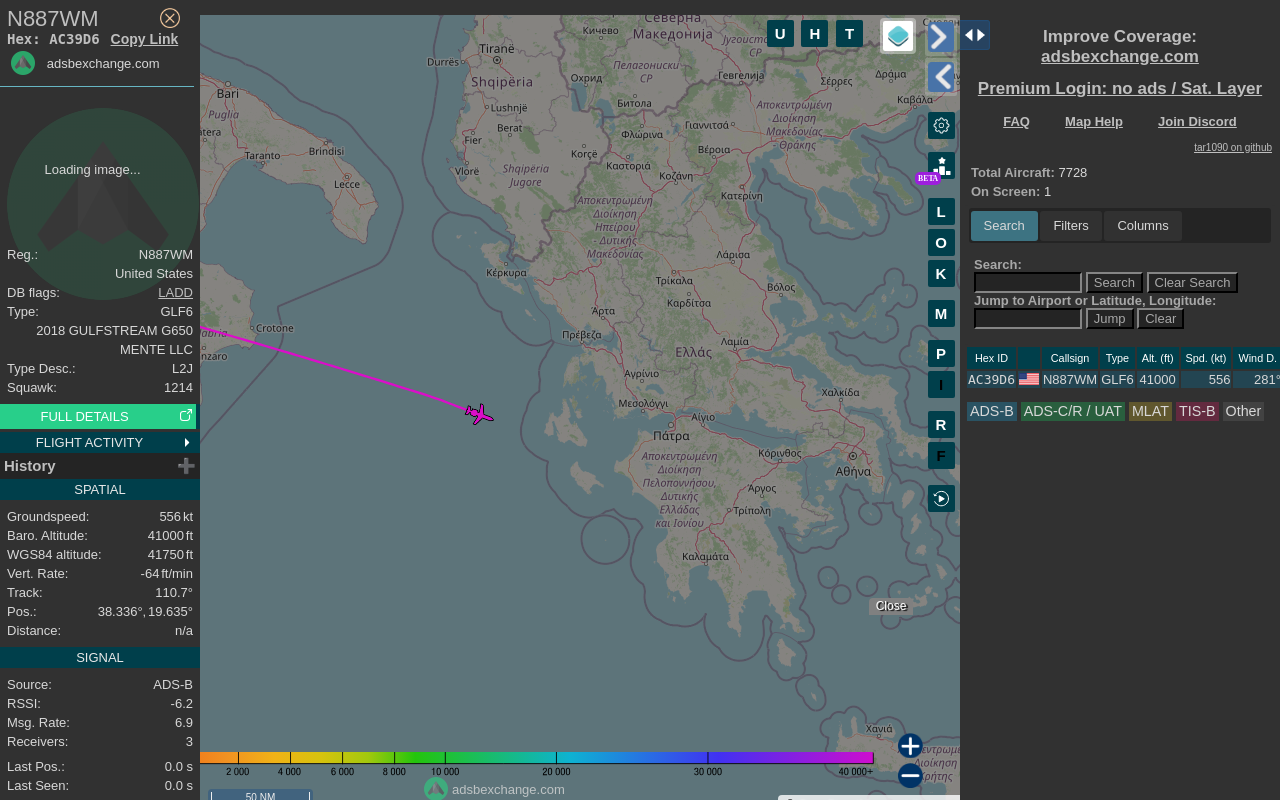 N887WM
Hex: AC39D6 Copy Link
adsbexchange.com
Loading image...
Reg.: N887WM
United States
DB flags: LADD
Type: GLF6
2018 GULFSTREAM G650
MENTE LLC
Type Desc.: L2J
Squawk: 1214
FULL DETAILS
FLIGHT ACTIVITY
History
SPATIAL
Groundspeed: 556 kt
Baro. Altitude: 41000 ft
WGS84 altitude: 41750 ft
Vert. Rate: -64 ft/min
Track: 110.7°
Pos.: 38.336°, 19.635°
Distance: n/a
SIGNAL
Source: ADS-B
RSSI: -6.2
Msg. Rate: 6.9
Receivers: 3
Last Pos.: 0.0 s
Last Seen: 0.0 s
Северна
Македонија
Кичево
Tiranë
Durrës
Shqipëria
Охрид
Пелагониски
СР
Битола
Гевгелија
Σέρρες
Δράμα
Καβάλα
Lushnjë
Berat
Fier
Vlorë
Korçë
Shqipëria
Jugore
Φλώρινα
Γιαννιτσά
Αποκεντρωμένη
Διοίκηση
Μακεδονίας
Θράκης
Βέροια
Καστοριά
Κοζάνη
Κατερίνη
Bari
Puglia
Taranto
Brindisi
Lecce
Αποκεντρωμένη
Διοίκηση
Ηπείρου
- Δυτικής
Μακεδονίας
Κέρκυρα
Λάρισα
Τρίκαλα
Καρδίτσα
Βόλος
Άρτα
Πρέβεζα
Crotone
Λαμία
Ελλάς
Αγρίνιο
Μεσολόγγι
Αίγιο
Χαλκίδα
Πάτρα
Κόρινθος
Αθήνα
Αποκεντρωμένη
Διοίκηση
Πελοποννήσου,
Δυτικής
Ελλάδας
και Ιονίου
Άργος
Τρίπολη
Καλαμάτα
Χανιά
U H T
BETA
L
O
K
M
P
I
R
F
Close
2 000 4 000 6 000 8 000 10 000 20 000 30 000 40 000+
adsbexchange.com
50 NM
Improve Coverage:
adsbexchange.com
Premium Login: no ads / Sat. Layer
FAQ Map Help Join Discord
tar1090 on github
Total Aircraft: 7728
On Screen: 1
Search Filters Columns
Search:
Search Clear Search
Jump to Airport or Latitude, Longitude:
Jump Clear
Hex ID Callsign Type Alt. (ft) Spd. (kt) Wind D.
AC39D6 N887WM GLF6 41000 556 281°
ADS-B ADS-C/R / UAT MLAT TIS-B Other